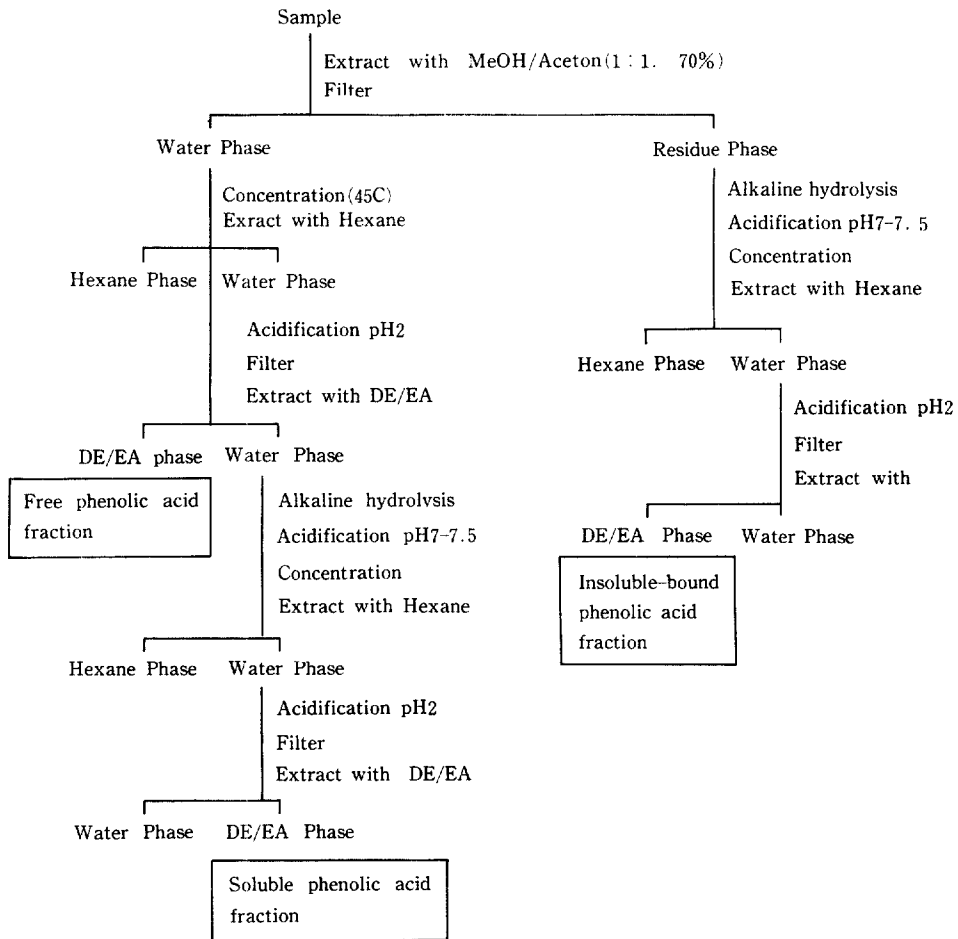 Sample
Extract with MeOH/Aceton(1 : 1. 70%)
Filter
Water Phase
Residue Phase
Concentration(45C)
Exract with Hexane
Hexane Phase
Water Phase
Acidification pH2
Filter
Extract with DE/EA
DE/EA phase
Water Phase
Free phenolic acid
fraction
Alkaline hydrolvsis
Acidification pH7-7.5
Concentration
Extract with Hexane
Hexane Phase
Water Phase
Acidification pH2
Filter
Extract with DE/EA
Water Phase
DE/EA Phase
Soluble phenolic acid
fraction
Alkaline hydrolysis
Acidification pH7-7. 5
Concentration
Extract with Hexane
Hexane Phase
Water Phase
Acidification pH2
Filter
Extract with
DE/EA Phase
Water Phase
Insoluble-bound
phenolic acid
fraction